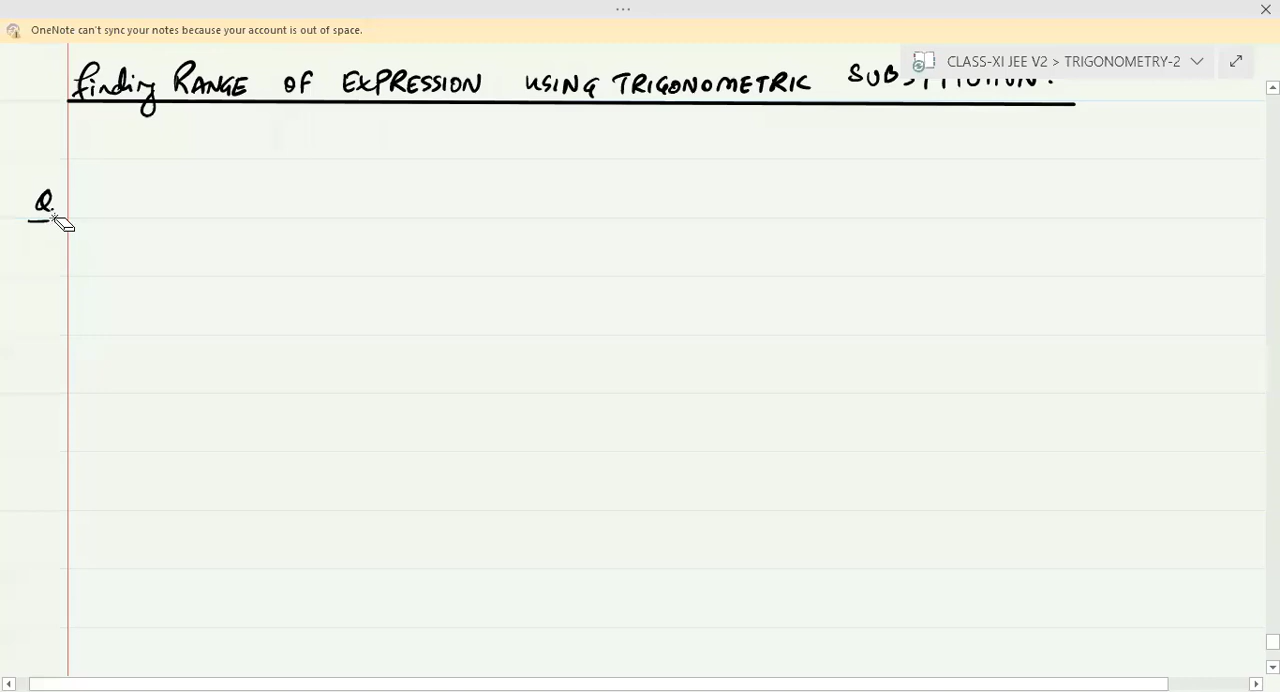 OneNote can't sync your notes because your account is out of space.
CLASS-XI JEE V2 > TRIGONOMETRY-2
finding RANGE OF EXPRESSION USING TRIGONOMETRIC SUBSTITUTION.
Q.